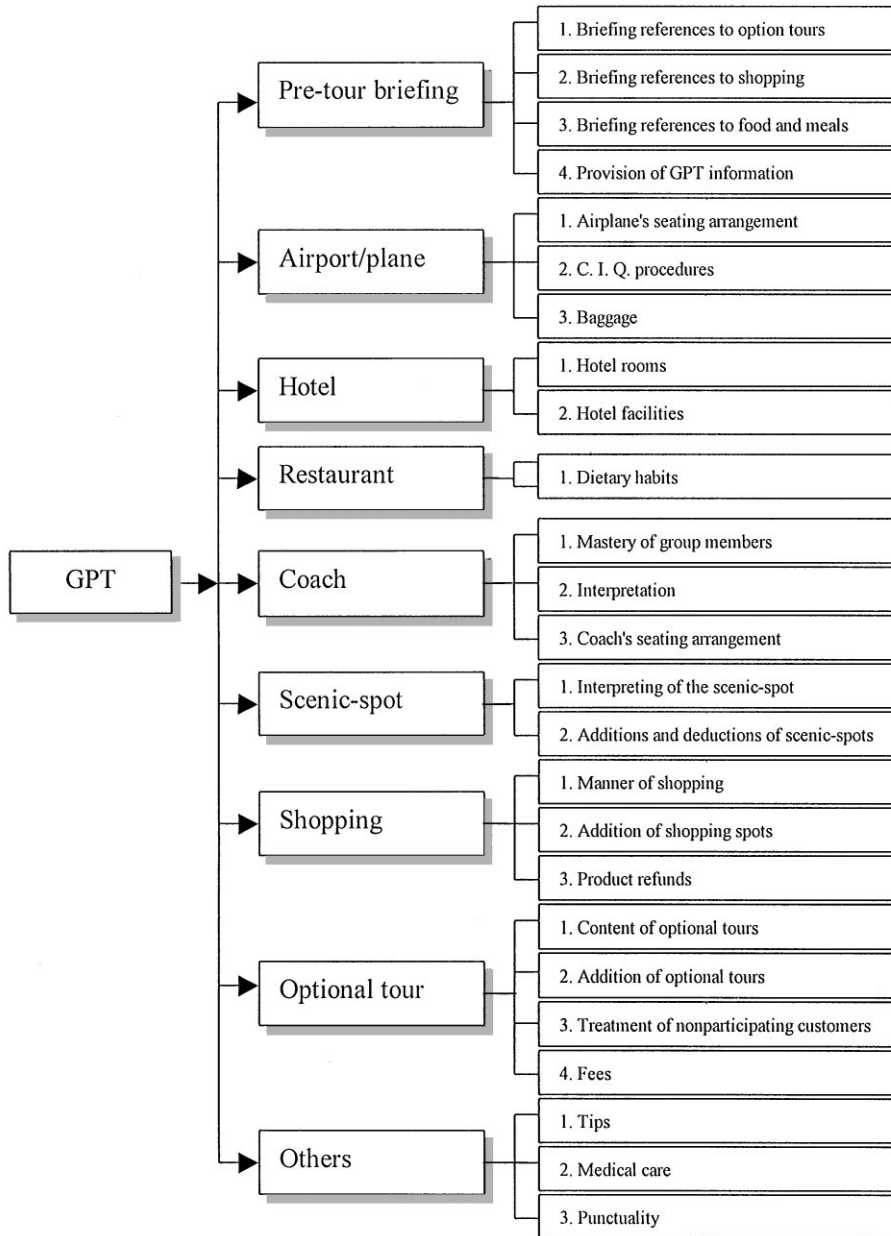 GPT
Pre-tour briefing
1. Briefing references to option tours
2. Briefing references to shopping
3. Briefing references to food and meals
4. Provision of GPT information
Airport/plane
1. Airplane's seating arrangement
2. C. I. Q. procedures
3. Baggage
Hotel
1. Hotel rooms
2. Hotel facilities
Restaurant
1. Dietary habits
Coach
1. Mastery of group members
2. Interpretation
3. Coach's seating arrangement
Scenic-spot
1. Interpreting of the scenic-spot
2. Additions and deductions of scenic-spots
Shopping
1. Manner of shopping
2. Addition of shopping spots
3. Product refunds
Optional tour
1. Content of optional tours
2. Addition of optional tours
3. Treatment of nonparticipating customers
4. Fees
Others
1. Tips
2. Medical care
3. Punctuality